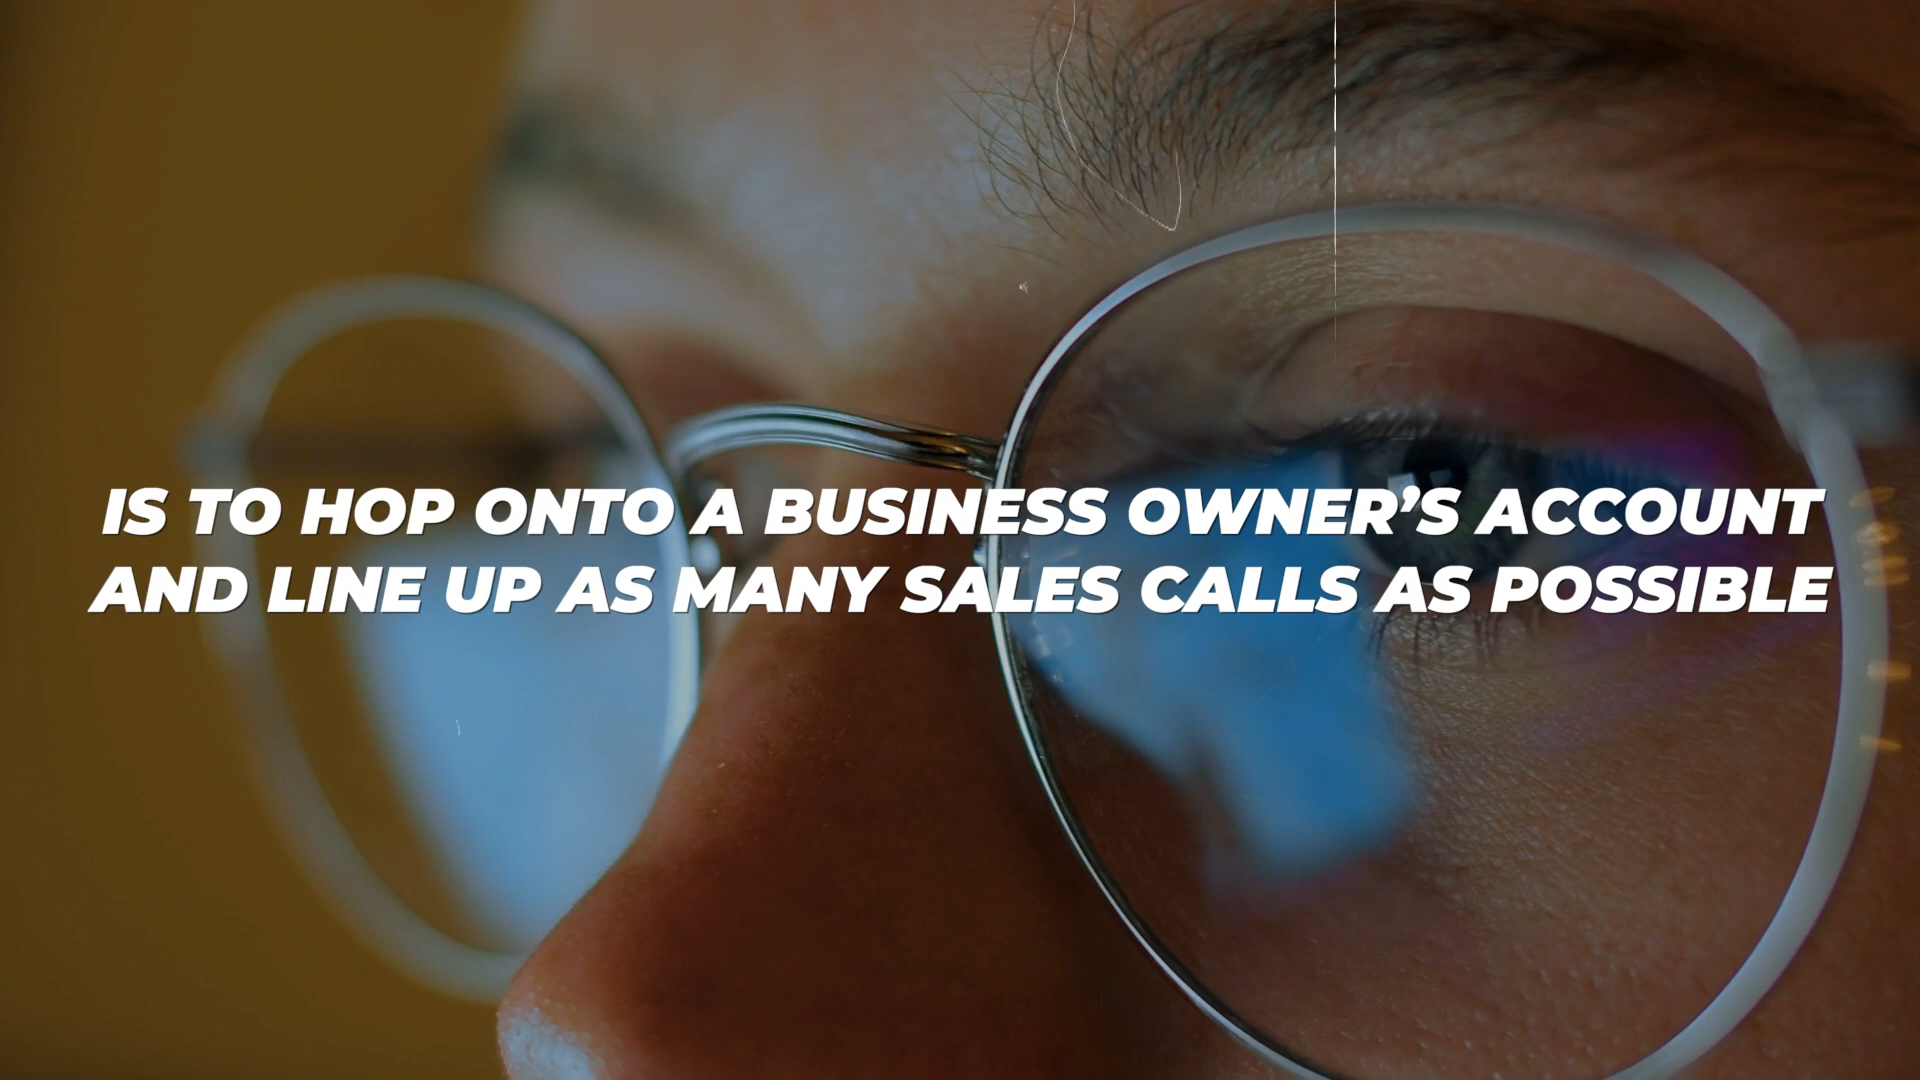 IS TO HOP ONTO A BUSINESS OWNER’S ACCOUNT
AND LINE UP AS MANY SALES CALLS AS POSSIBLE